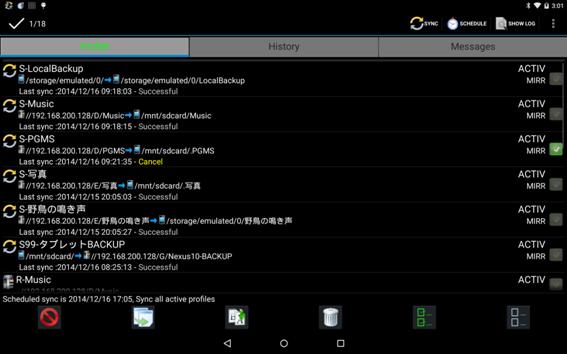 3:01
1/18
SYNC
SCHEDULE
SHOW LOG
History
Messages
S-LocalBackup
ACTIV
/storage/emulated/0/ /storage/emulated/0/LocalBackup
MIRR
Last sync :2014/12/16 09:18:03 - Successful
S-Music
ACTIV
//192.168.200.128/D/Music /mnt/sdcard/Music
MIRR
Last sync :2014/12/16 09:18:15 - Successful
S-PGMS
ACTIV
//192.168.200.128/D/PGMS /mnt/sdcard/.PGMS
MIRR
Last sync :2014/12/16 09:21:35 - Cancel
S-写真
ACTIV
//192.168.200.128/E/写真 /mnt/sdcard/.写真
MIRR
Last sync :2014/12/15 20:05:03 - Successful
S-野鳥の鳴き声
ACTIV
//192.168.200.128/E/野鳥の鳴き声 /storage/emulated/0/野鳥の鳴き声
MIRR
Last sync :2014/12/15 20:05:27 - Successful
S99-タブレットBACKUP
ACTIV
/mnt/sdcard/ //192.168.200.128/G/Nexus10-BACKUP
MIRR
Last sync :2014/12/16 08:25:13 - Successful
R-Music
ACTIV
//192.168.200.128/D/Music /mnt/sdcard/Music
Scheduled sync is 2014/12/16 17:05, Sync all active profiles